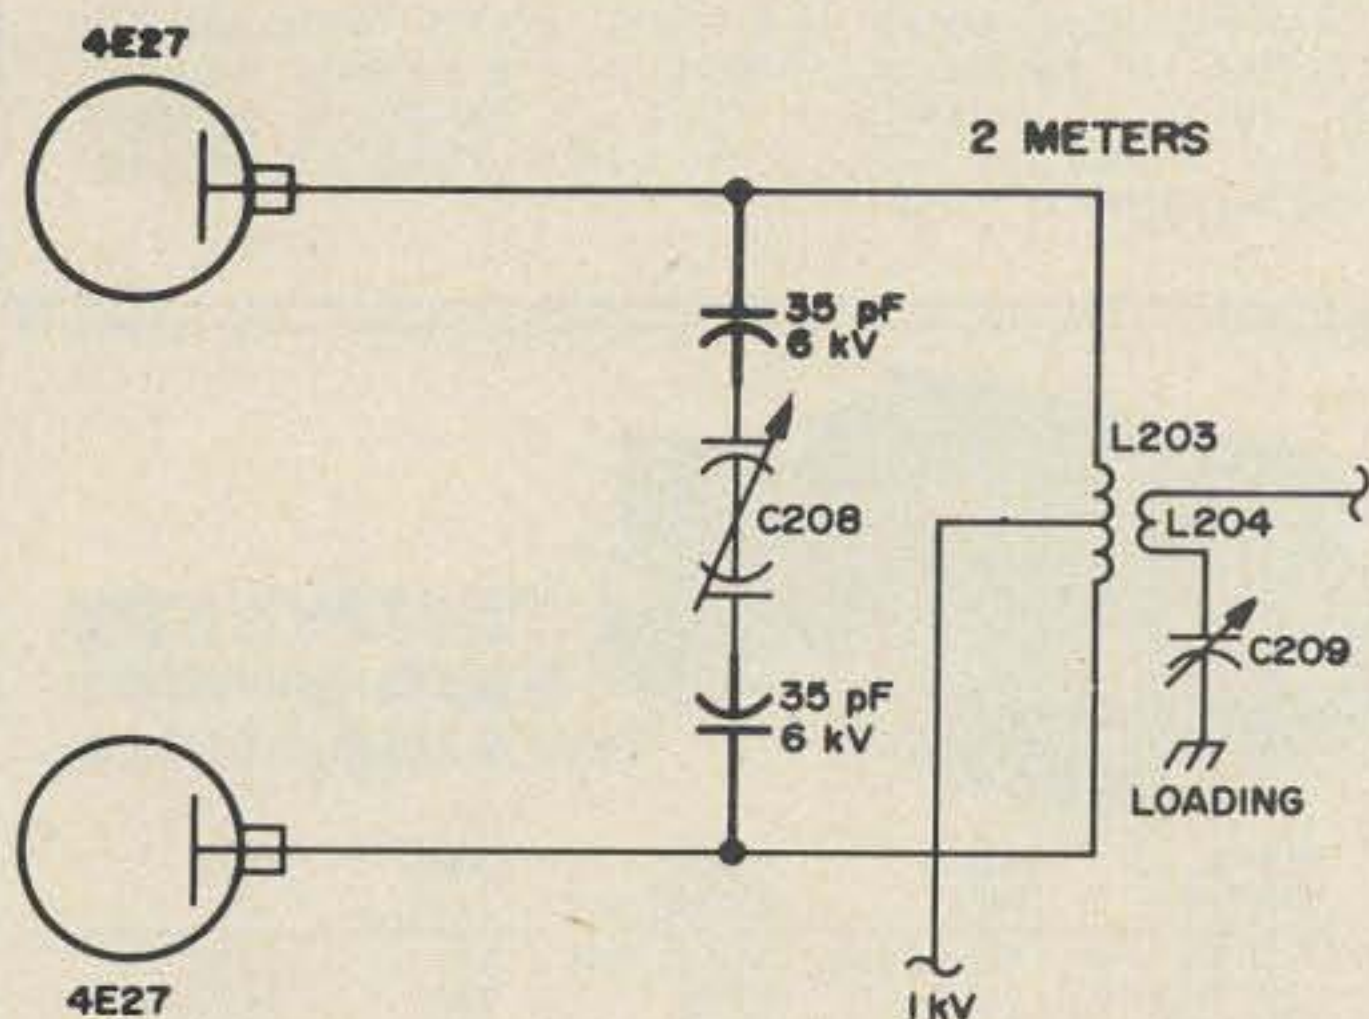 4E27
2 METERS
35 pF
6 kV
L203
C208
L204
C209
35 pF
6 kV
LOADING
4E27
1 kV